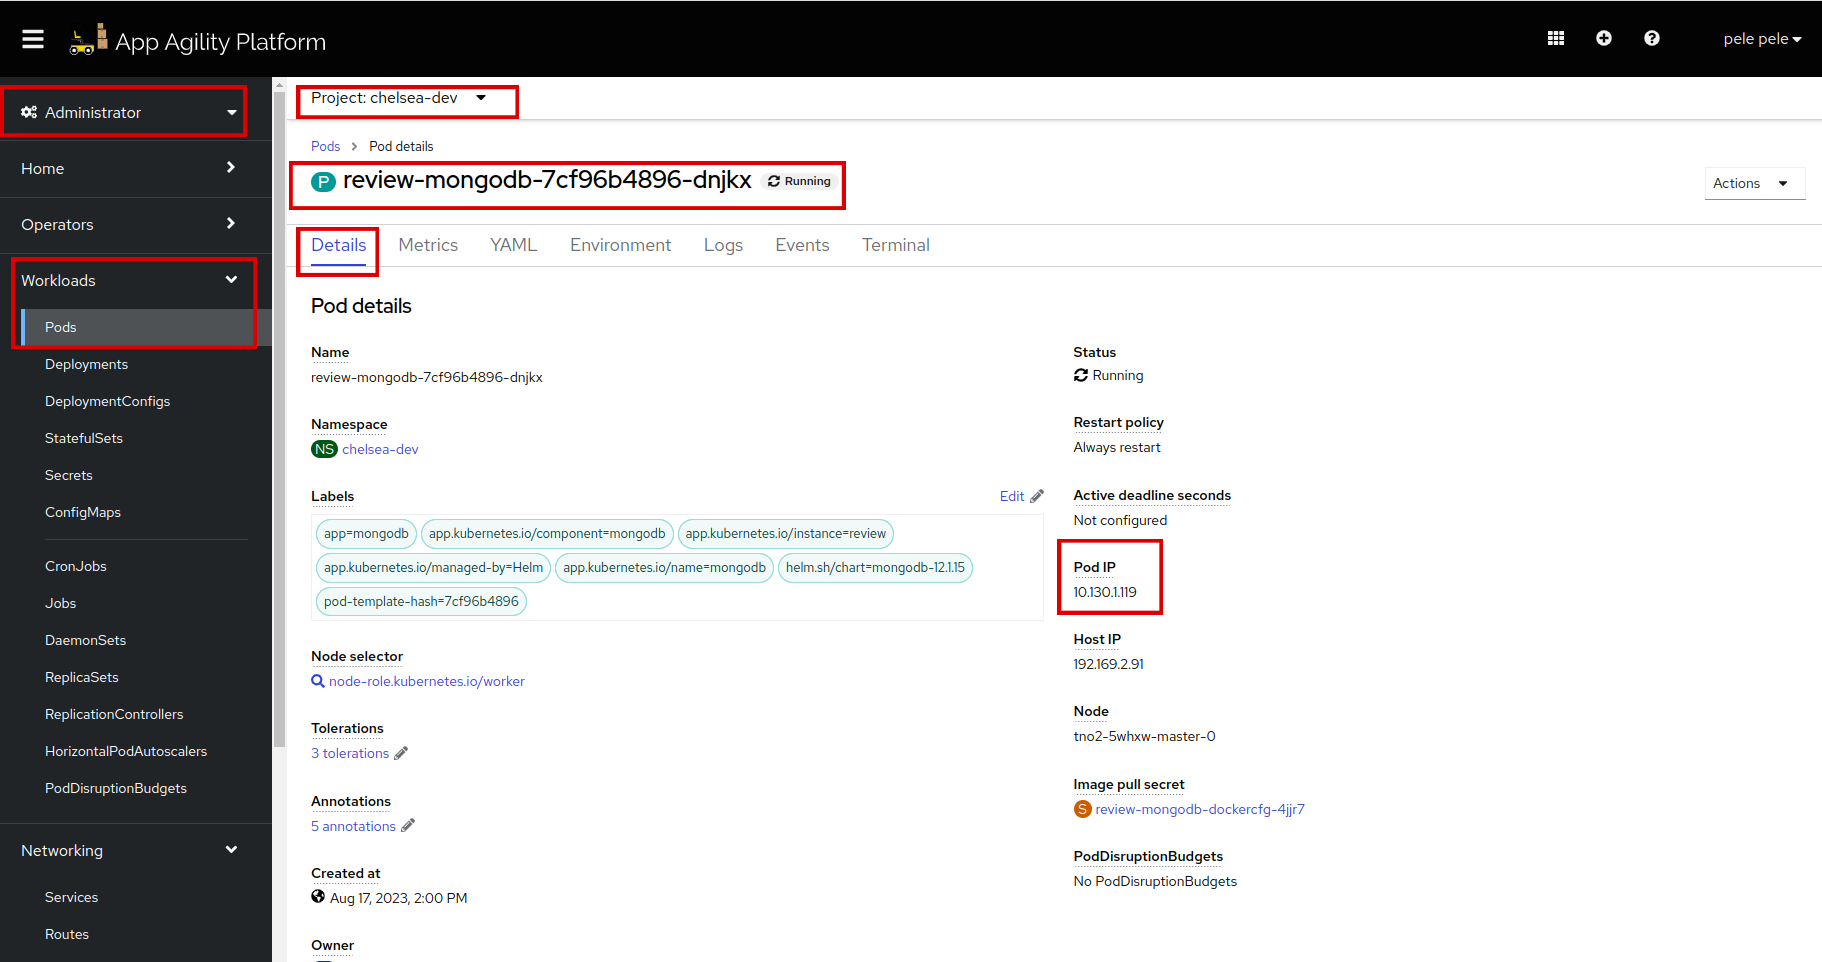 App Agility Platform
pele pele
Administrator
Home
Operators
Workloads
Pods
Deployments
DeploymentConfigs
StatefulSets
Secrets
ConfigMaps
CronJobs
Jobs
DaemonSets
ReplicaSets
ReplicationControllers
HorizontalPodAutoscalers
PodDisruptionBudgets
Networking
Services
Routes
Project: chelsea-dev
Pods > Pod details
P review-mongodb-7cf96b4896-dnjkx Running
Actions
Details Metrics YAML Environment Logs Events Terminal
Pod details
Name
review-mongodb-7cf96b4896-dnjkx
Namespace
NS chelsea-dev
Labels Edit
app=mongodb app.kubernetes.io/component=mongodb app.kubernetes.io/instance=review
app.kubernetes.io/managed-by=Helm app.kubernetes.io/name=mongodb helm.sh/chart=mongodb-12.1.15
pod-template-hash=7cf96b4896
Node selector
node-role.kubernetes.io/worker
Tolerations
3 tolerations
Annotations
5 annotations
Created at
Aug 17, 2023, 2:00 PM
Owner
Status
Running
Restart policy
Always restart
Active deadline seconds
Not configured
Pod IP
10.130.1.119
Host IP
192.169.2.91
Node
tno2-5whxw-master-0
Image pull secret
S review-mongodb-dockercfg-4jjr7
PodDisruptionBudgets
No PodDisruptionBudgets